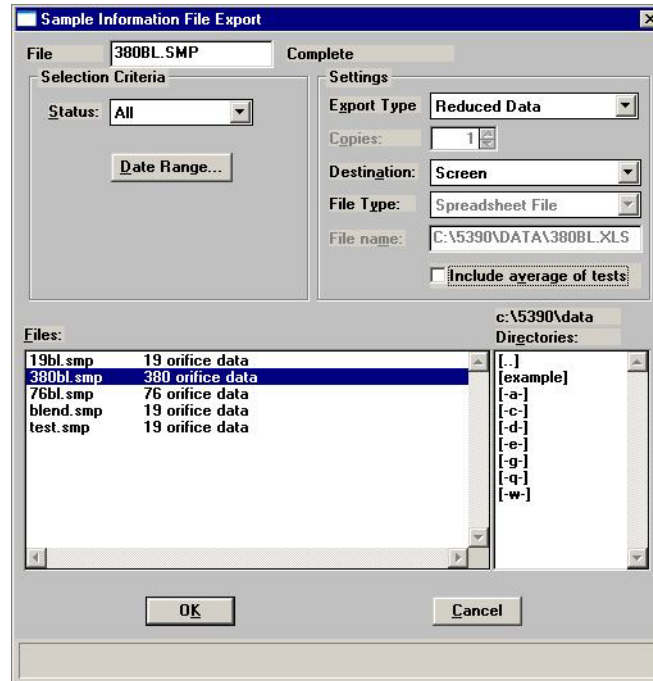 Sample Information File Export
File 380BL.SMP Complete
Selection Criteria
Status: All
Date Range...
Settings
Export Type Reduced Data
Copies: 1
Destination: Screen
File Type: Spreadsheet File
File name: C:\5390\DATA\380BL.XLS
Include average of tests
Files:
19bl.smp 19 orifice data
380bl.smp 380 orifice data
76bl.smp 76 orifice data
blend.smp 19 orifice data
test.smp 19 orifice data
c:\5390\data
Directories:
[..]
[example]
[-a-]
[-c-]
[-d-]
[-e-]
[-g-]
[-q-]
[-w-]
OK
Cancel